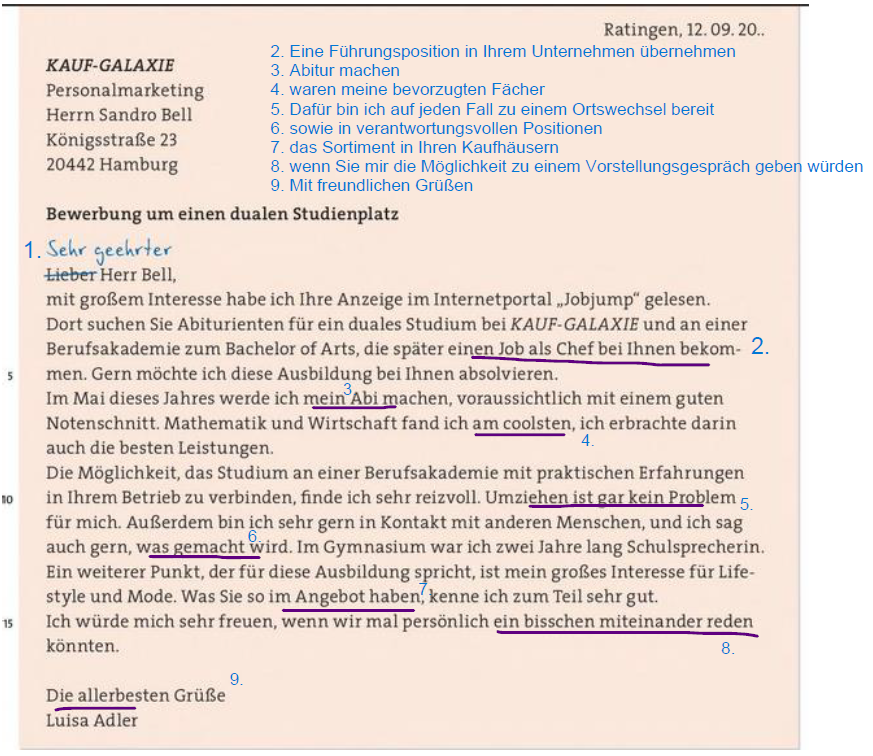 Ratingen, 12. 09. 20..
2. Eine Führungsposition in Ihrem Unternehmen übernehmen
KAUF-GALAXIE
3. Abitur machen
Personalmarketing
4. waren meine bevorzugten Fächer
Herrn Sandro Bell
5. Dafür bin ich auf jeden Fall zu einem Ortswechsel bereit
6. sowie in verantwortungsvollen Positionen
Königsstraße 23
7. das Sortiment in Ihren Kaufhäusern
20442 Hamburg
8. wenn Sie mir die Möglichkeit zu einem Vorstellungsgespräch geben würden
9. Mit freundlichen Grüßen
Bewerbung um einen dualen Studienplatz
1. Sehr geehrter
Lieber Herr Bell,
mit großem Interesse habe ich Ihre Anzeige im Internetportal „Jobjump“ gelesen.
Dort suchen Sie Abiturienten für ein duales Studium bei KAUF-GALAXIE und an einer
Berufsakademie zum Bachelor of Arts, die später einen Job als Chef bei Ihnen bekom- 2.
5 men. Gern möchte ich diese Ausbildung bei Ihnen absolvieren.
3
Im Mai dieses Jahres werde ich mein Abi machen, voraussichtlich mit einem guten
Notenschnitt. Mathematik und Wirtschaft fand ich am coolsten, ich erbrachte darin
4.
auch die besten Leistungen.
Die Möglichkeit, das Studium an einer Berufsakademie mit praktischen Erfahrungen
10 in Ihrem Betrieb zu verbinden, finde ich sehr reizvoll. Umziehen ist gar kein Problem 5.
für mich. Außerdem bin ich sehr gern in Kontakt mit anderen Menschen, und ich sag
6
auch gern, was gemacht wird. Im Gymnasium war ich zwei Jahre lang Schulsprecherin.
Ein weiterer Punkt, der für diese Ausbildung spricht, ist mein großes Interesse für Life-
7
style und Mode. Was Sie so im Angebot haben, kenne ich zum Teil sehr gut.
15 Ich würde mich sehr freuen, wenn wir mal persönlich ein bisschen miteinander reden
könnten.
8.
9.
Die allerbesten Grüße
Luisa Adler